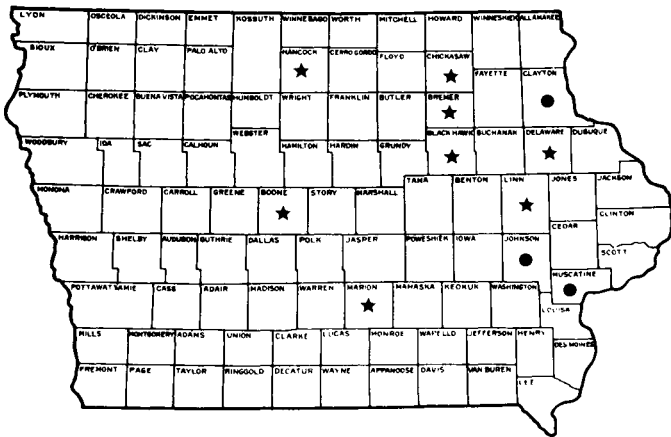 LYON OSCEOLA DICKINSON EMMET KOSSUTH WINNEBAGO WORTH MITCHELL HOWARD WINNESHIEK ALLAMAKEE
SIOUX O'BRIEN CLAY PALO ALTO HANCOCK CERRO GORDO FLOYD CHICKASAW
FAYETTE CLAYTON
PLYMOUTH CHEROKEE BUENA VISTA POCAHONTAS HUMBOLDT WRIGHT FRANKLIN BUTLER BREMER
WEBSTER BLACK HAWK BUCHANAN DELAWARE DUBUQUE
WOODBURY IDA SAC CALHOUN HAMILTON HARDIN GRUNDY
TAMA BENTON LINN JONES JACKSON
MONONA CRAWFORD CARROLL GREENE BOONE STORY MARSHALL
CLINTON
CEDAR
HARRISON SHELBY AUDUBON GUTHRIE DALLAS POLK JASPER POWESHIEK IOWA JOHNSON
SCOTT
MUSCATINE
POTTAWATTAMIE CASS ADAIR MADISON WARREN MARION MAHASKA KEOKUK WASHINGTON
LOUISA
MILLS MONTGOMERY ADAMS UNION CLARKE LUCAS MONROE WAPELLO JEFFERSON HENRY
DES MOINES
FREMONT PAGE TAYLOR RINGGOLD DECATUR WAYNE APPANOOSE DAVIS VAN BUREN
LEE